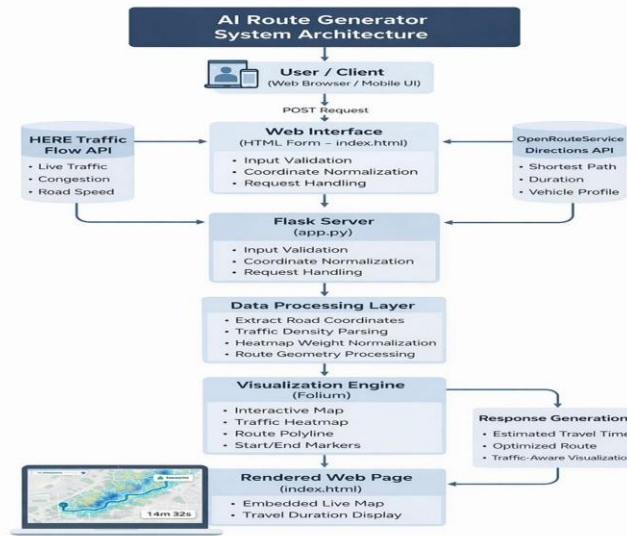 AI Route Generator
System Architecture
User / Client
(Web Browser / Mobile UI)
POST Request
HERE Traffic
Flow API
• Live Traffic
• Congestion
• Road Speed
Web Interface
(HTML Form – index.html)
• Input Validation
• Coordinate Normalization
• Request Handling
OpenRouteService
Directions API
• Shortest Path
• Duration
• Vehicle Profile
Flask Server
(app.py)
• Input Validation
• Coordinate Normalization
• Request Handling
Data Processing Layer
• Extract Road Coordinates
• Traffic Density Parsing
• Heatmap Weight Normalization
• Route Geometry Processing
Visualization Engine
(Folium)
• Interactive Map
• Traffic Heatmap
• Route Polyline
• Start/End Markers
Response Generation
• Estimated Travel Time
• Optimized Route
• Traffic-Aware Visualization
Rendered Web Page
(index.html)
• Embedded Live Map
• Travel Duration Display
14m 32s